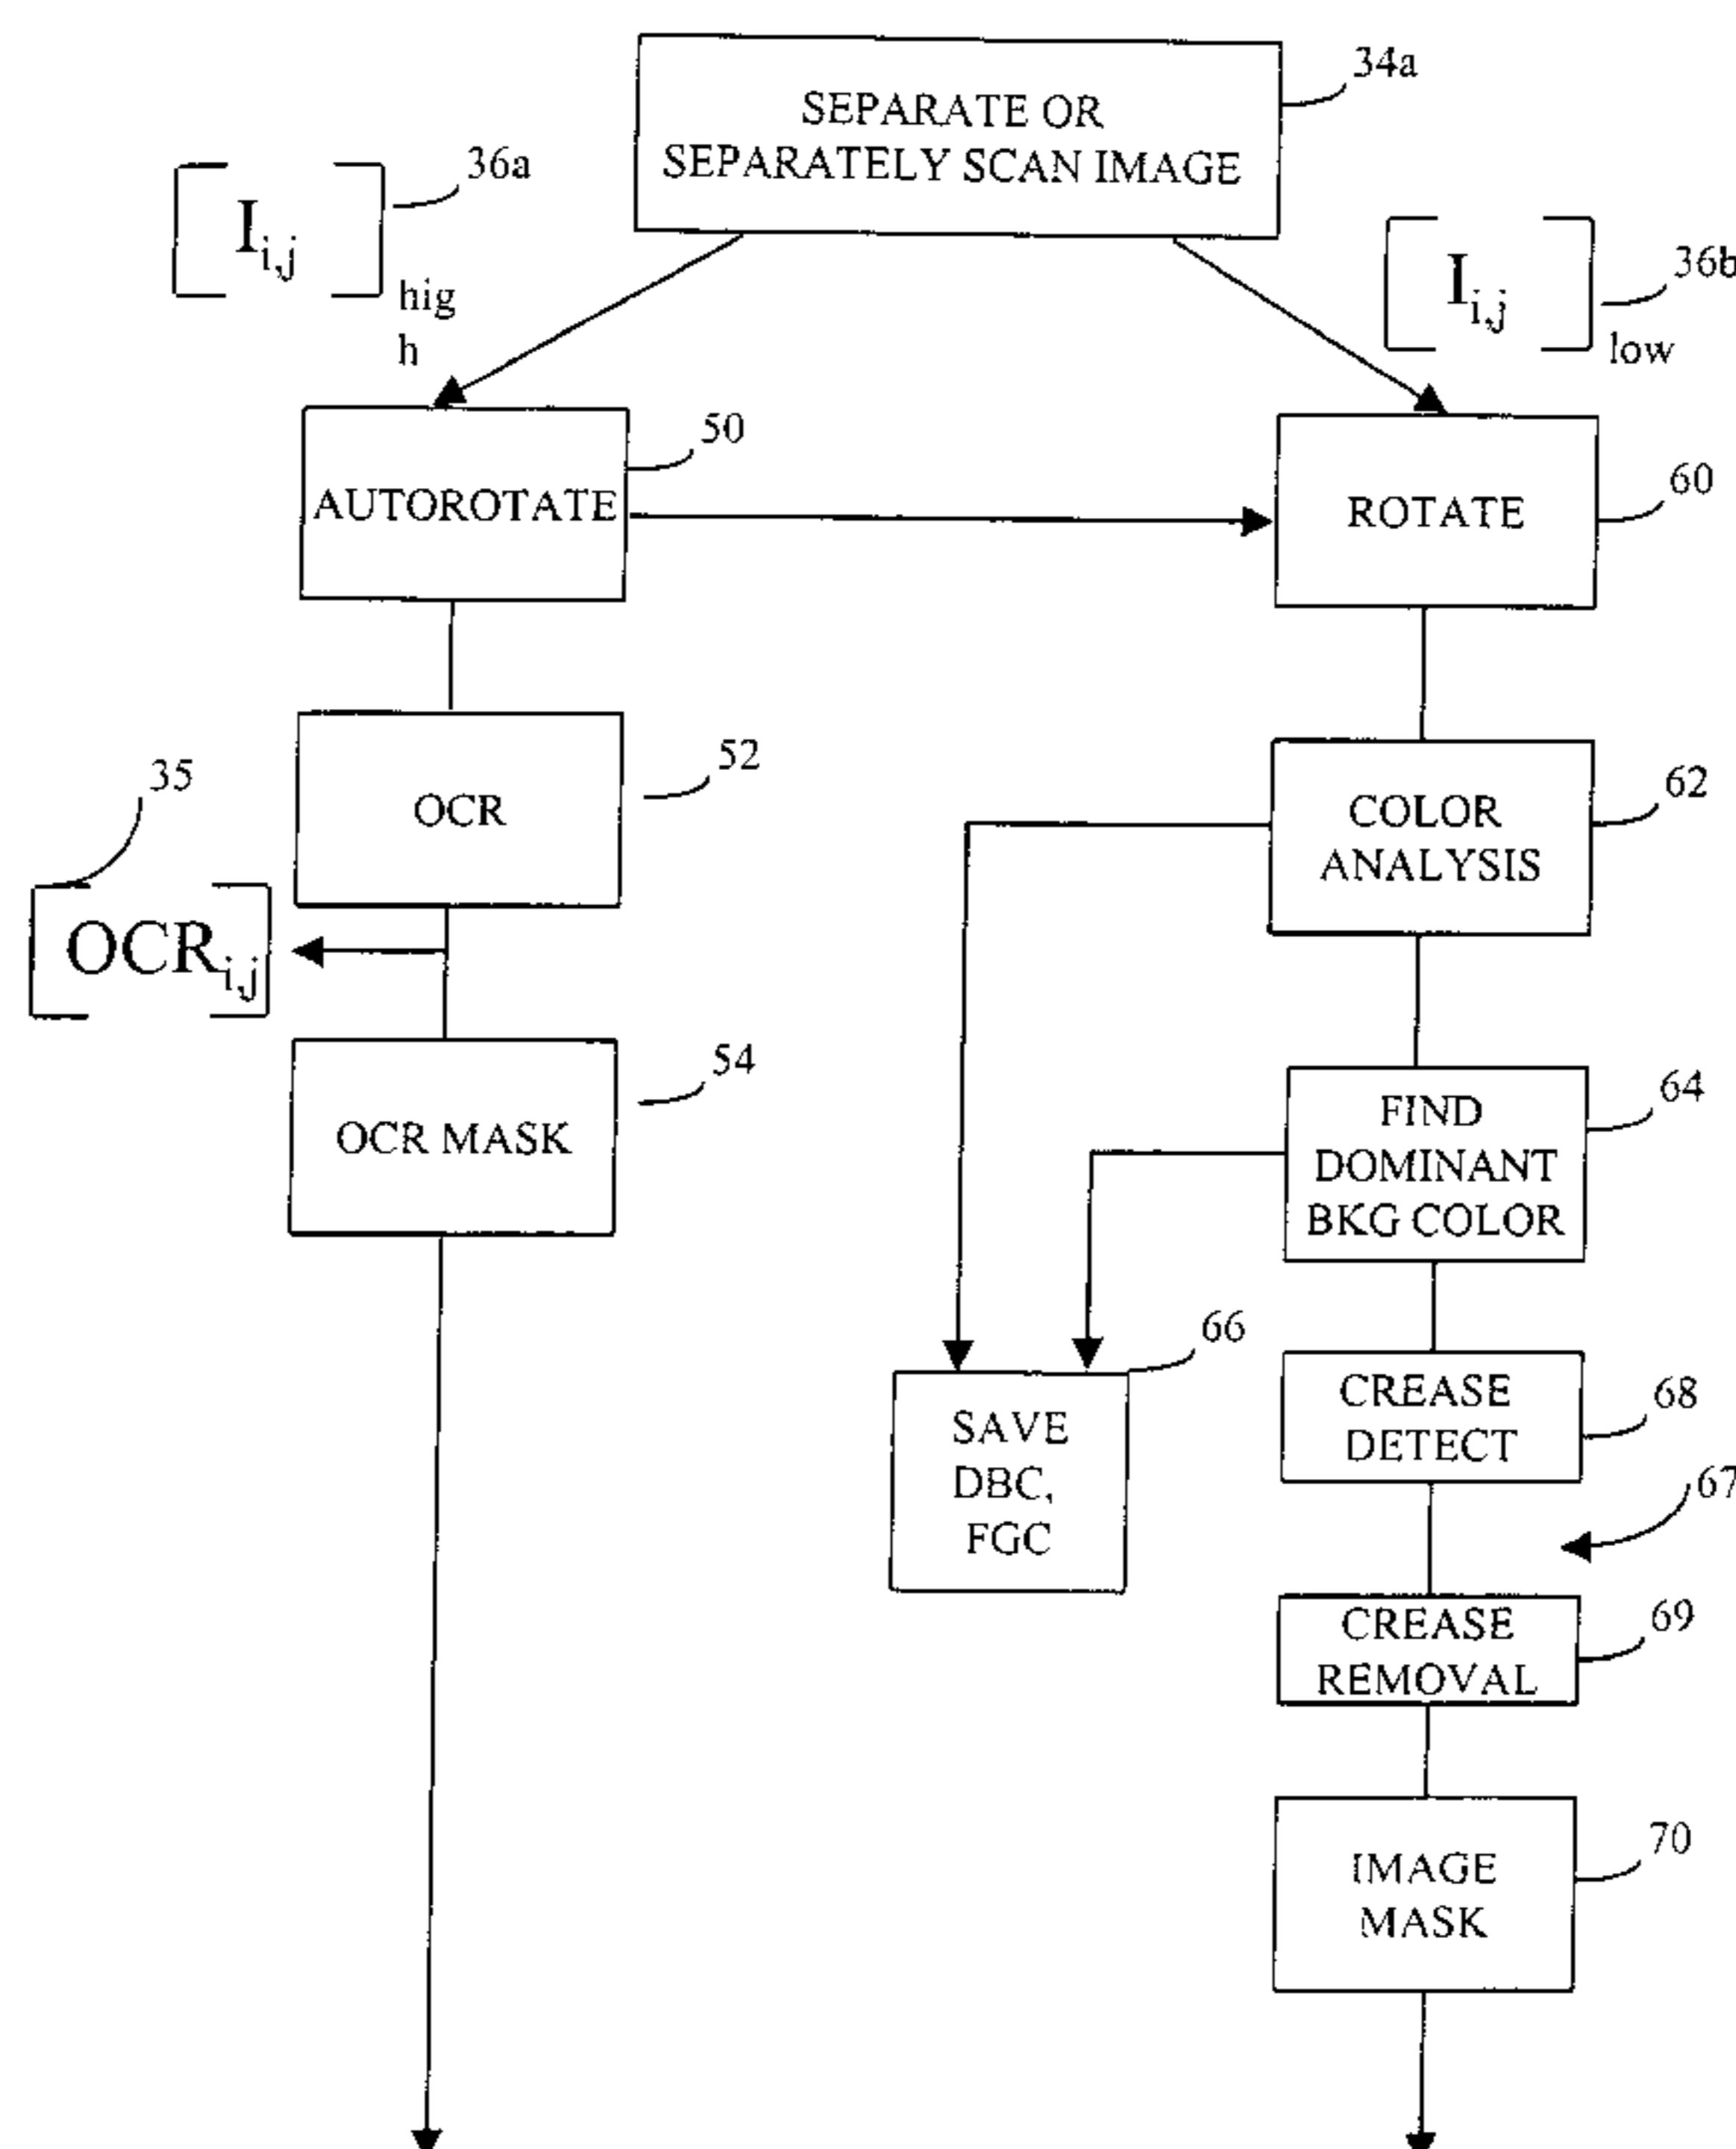 34a
SEPARATE OR
SEPARATELY SCAN IMAGE
36a
I i,j
hig
h
36b
I i,j
low
50
AUTOROTATE
60
ROTATE
52
OCR
62
COLOR
ANALYSIS
35
OCR i,j
54
OCR MASK
64
FIND
DOMINANT
BKG COLOR
66
SAVE
DBC,
FGC
68
CREASE
DETECT
67
69
CREASE
REMOVAL
70
IMAGE
MASK